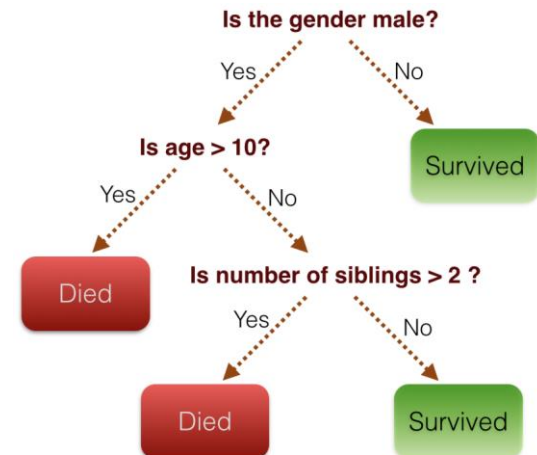 Is the gender male?
Yes
No
Is age > 10?
Survived
Yes
No
Died
Is number of siblings > 2 ?
Yes
No
Died
Survived